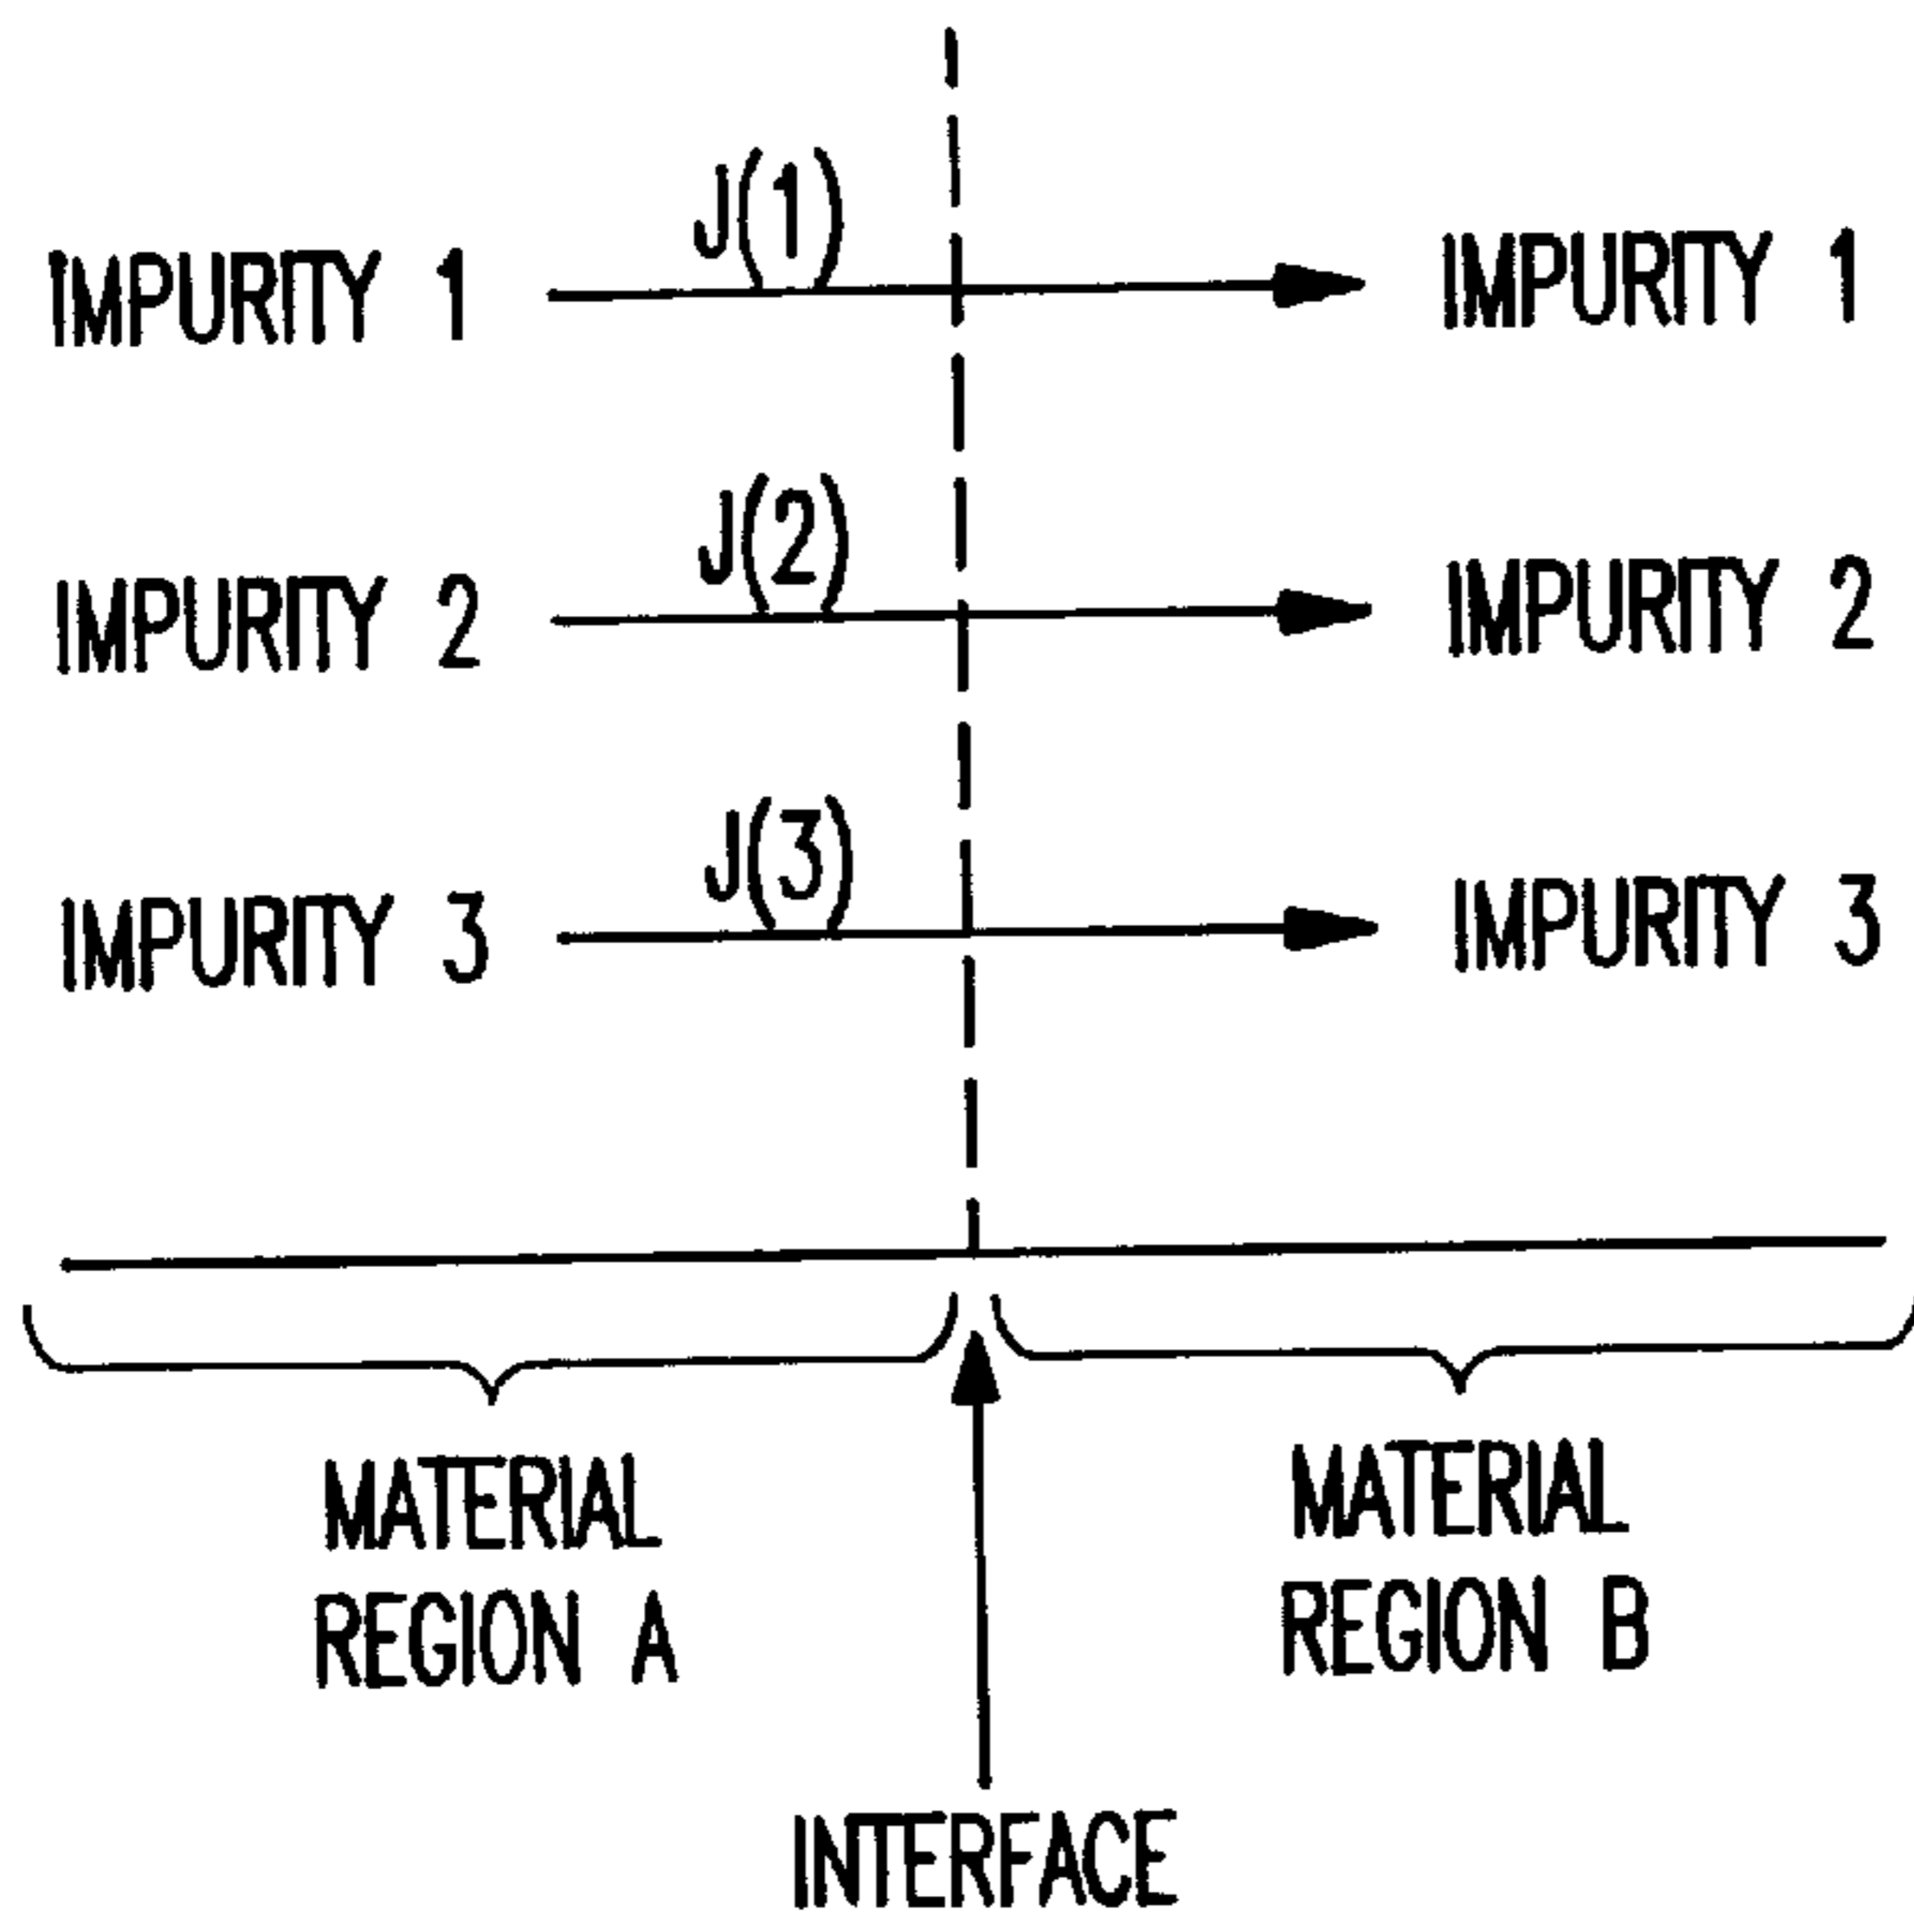 J(1)
IMPURITY 1 IMPURITY 1
J(2)
IMPURITY 2 IMPURITY 2
J(3)
IMPURITY 3 IMPURITY 3
MATERIAL
REGION A
MATERIAL
REGION B
INTERFACE